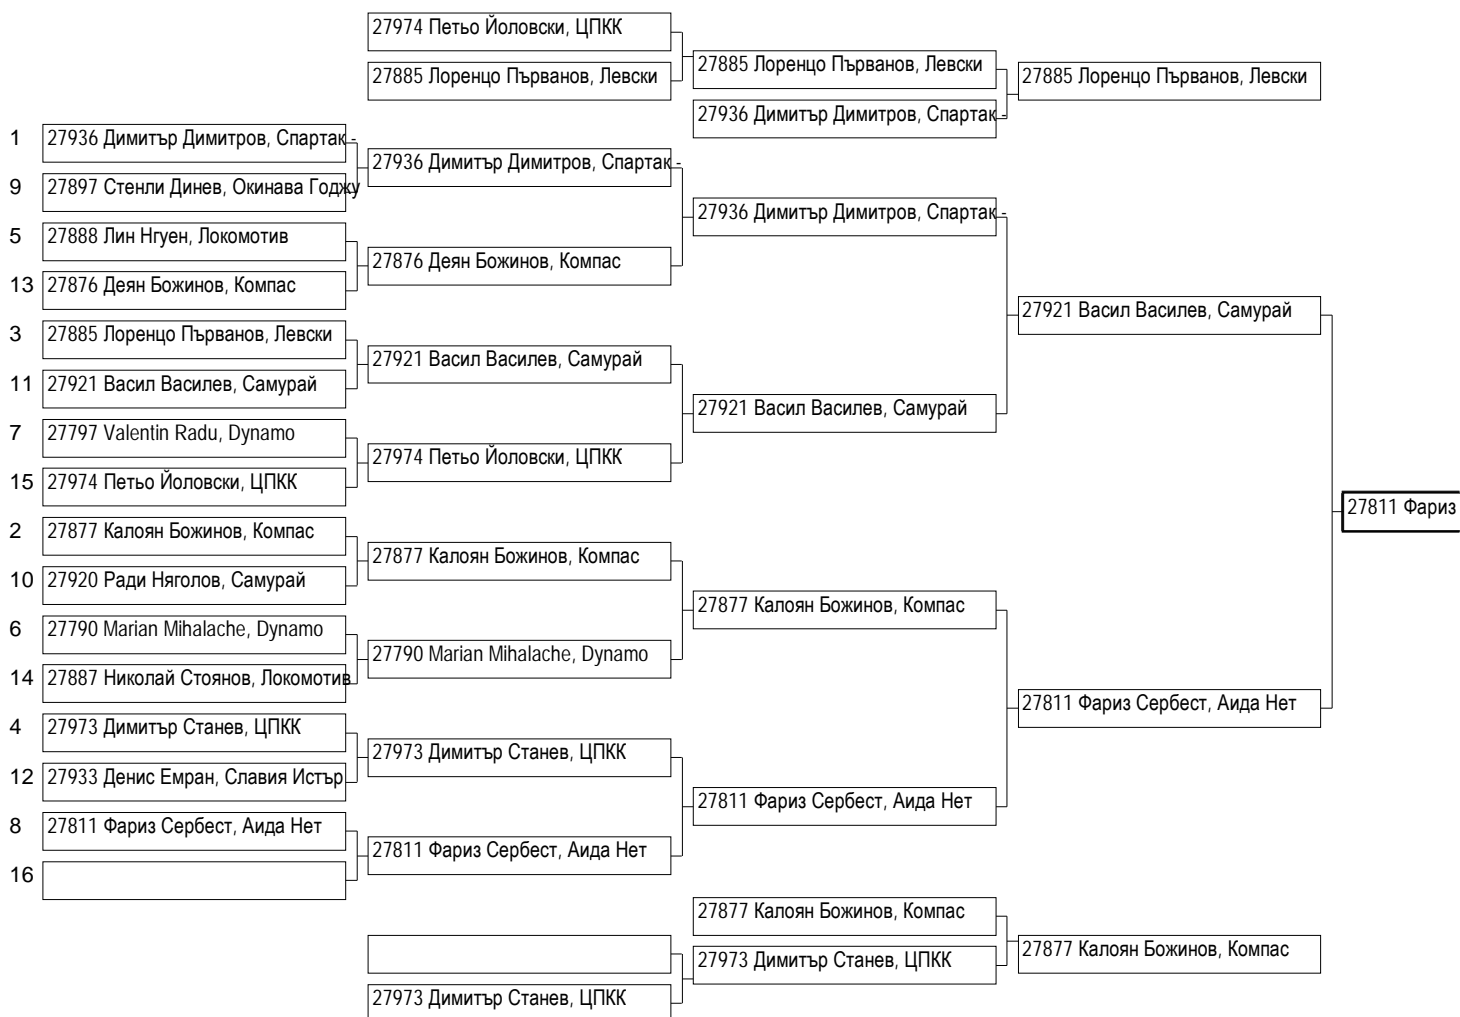 27974 Петьо Йоловски, ЦПКК
27885 Лоренцо Първанов, Левски
27885 Лоренцо Първанов, Левски
27936 Димитър Димитров, Спартак -
27885 Лоренцо Първанов, Левски
1 27936 Димитър Димитров, Спартак -
9 27897 Стенли Динев, Окинава Годжу
5 27888 Лин Нгуен, Локомотив
13 27876 Деян Божинов, Компас
3 27885 Лоренцо Първанов, Левски
11 27921 Васил Василев, Самурай
7 27797 Valentin Radu, Dynamo
15 27974 Петьо Йоловски, ЦПКК
2 27877 Калоян Божинов, Компас
10 27920 Ради Няголов, Самурай
6 27790 Marian Mihalache, Dynamo
14 27887 Николай Стоянов, Локомотив
4 27973 Димитър Станев, ЦПКК
12 27933 Денис Емран, Славия Истър
8 27811 Фариз Сербест, Аида Нет
16
27936 Димитър Димитров, Спартак -
27876 Деян Божинов, Компас
27921 Васил Василев, Самурай
27974 Петьо Йоловски, ЦПКК
27877 Калоян Божинов, Компас
27790 Marian Mihalache, Dynamo
27973 Димитър Станев, ЦПКК
27811 Фариз Сербест, Аида Нет
27936 Димитър Димитров, Спартак -
27921 Васил Василев, Самурай
27877 Калоян Божинов, Компас
27811 Фариз Сербест, Аида Нет
27921 Васил Василев, Самурай
27811 Фариз Сербест, Аида Нет
27811 Фариз
27973 Димитър Станев, ЦПКК
27877 Калоян Божинов, Компас
27973 Димитър Станев, ЦПКК
27877 Калоян Божинов, Компас